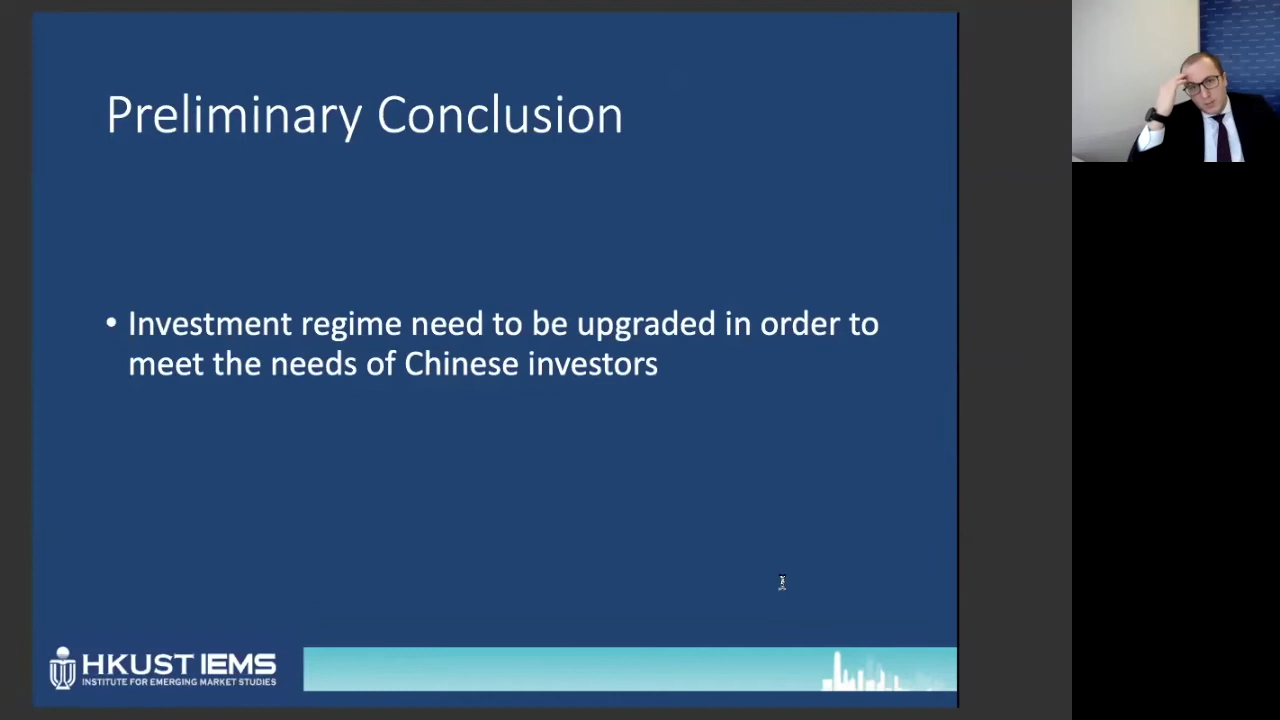 Preliminary Conclusion
• Investment regime need to be upgraded in order to
meet the needs of Chinese investors
HKUST IEMS
INSTITUTE FOR EMERGING MARKET STUDIES